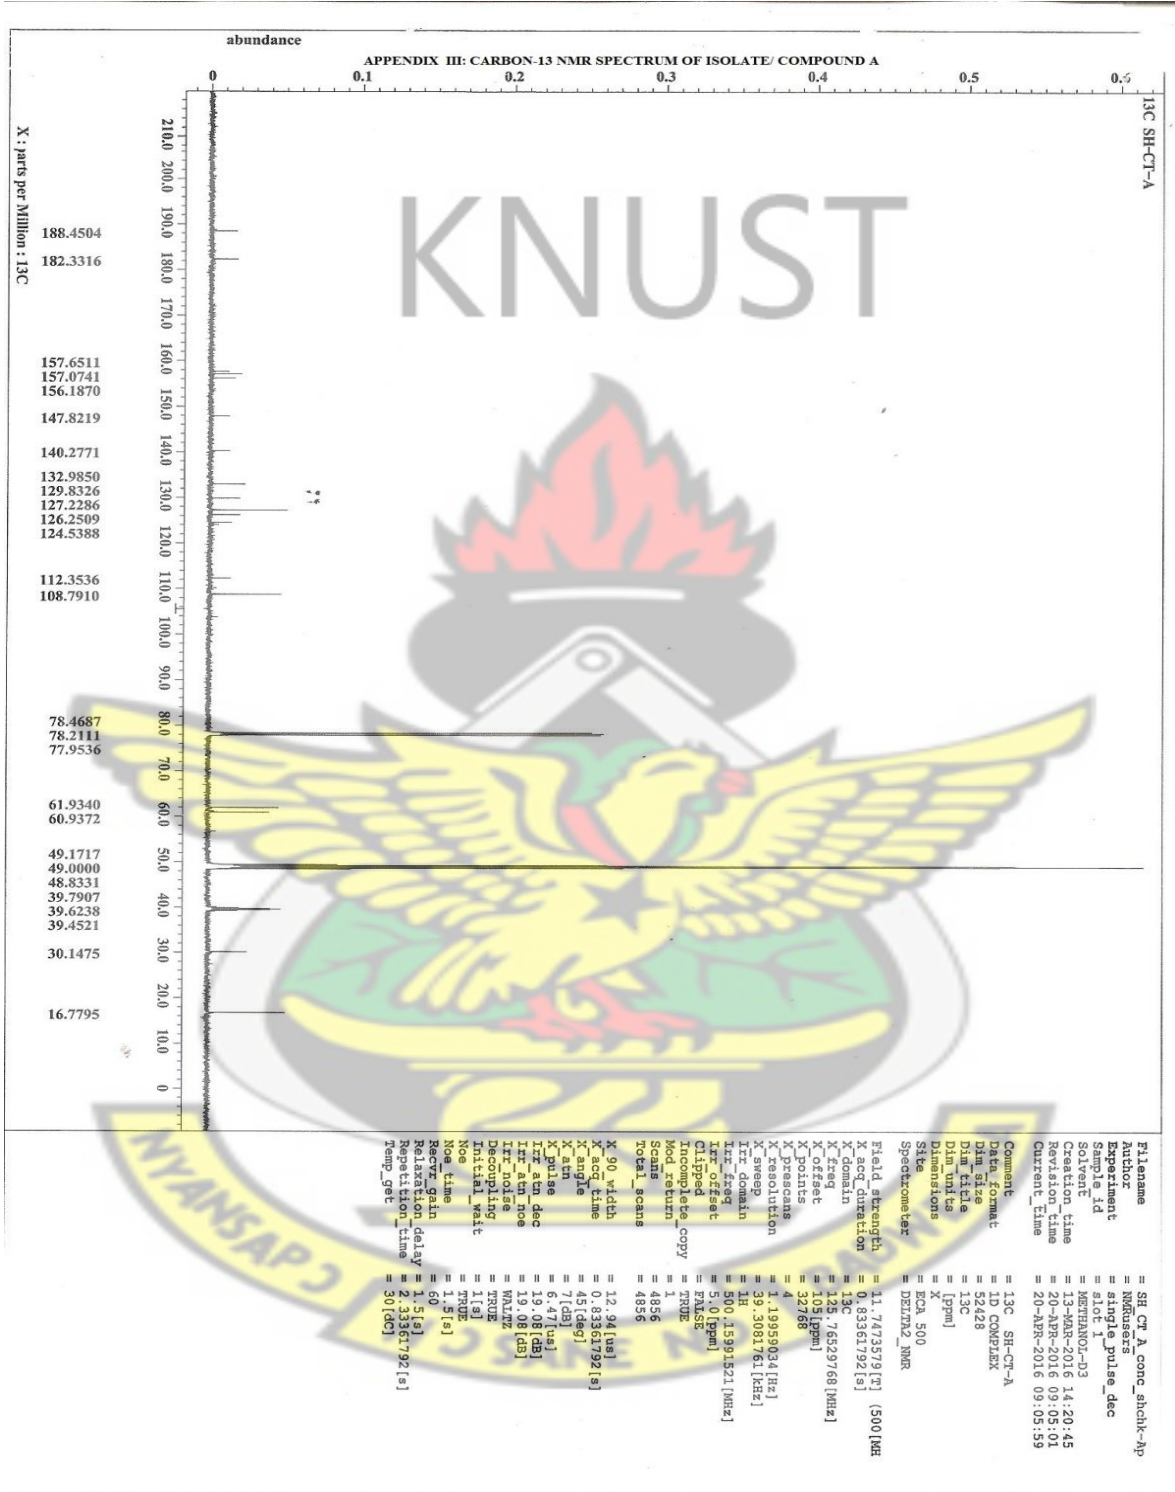 abundance
APPENDIX III: CARBON-13 NMR SPECTRUM OF ISOLATE/ COMPOUND A
0 0.1 0.2 0.3 0.4 0.5 0.6
13C SH-CT-A
KNUST
210.0 200.0 190.0 180.0 170.0 160.0 150.0 140.0 130.0 120.0 110.0 100.0 90.0 80.0 70.0 60.0 50.0 40.0 30.0 20.0 10.0 0
X : parts per Million : 13C
188.4504
182.3316
157.6511
157.0741
156.1870
147.8219
140.2771
132.9850
129.8326
127.2286
126.2509
124.5388
112.3536
108.7910
78.4687
78.2111
77.9536
61.9340
60.9372
49.1717
49.0000
48.8331
39.7907
39.6238
39.4521
30.1475
16.7795
Filename = SH_CT_A_conc_shchk-Ap
Author = NMRusers
Experiment = single_pulse_dec
Sample_id = slot 1
Solvent = METHANOL-D3
Creation_time = 13-MAR-2016 14:20:45
Revision_time = 20-APR-2016 09:05:01
Current_time = 20-APR-2016 09:05:59
Comment = 13C SH-CT-A
Data_format = 1D COMPLEX
Dim_size = 52428
Dim_title = 13C
Dim_units = [ppm]
Dimensions = X
Site = ECA 500
Spectrometer = DELTA2_NMR
Field_strength = 11.7473579[T] (500[MH
X_acq_duration = 0.83361792[s]
X_domain = 13C
X_freq = 125.76529768[MHz]
X_offset = 105[ppm]
X_points = 32768
X_prescans = 4
X_resolution = 1.19959034[Hz]
X_sweep = 39.3081761[kHz]
Irr_domain = 1H
Irr_freq = 500.15991521[MHz]
Irr_offset = 5.0[ppm]
Clipped = FALSE
Incomplete_copy = TRUE
Mod_return = 1
Scans = 4856
Total_scans = 4856
X_90_width = 12.94[us]
X_acq_time = 0.83361792[s]
X_angle = 45[deg]
X_atn = 7[dB]
X_pulse = 6.47[us]
Irr_atn_dec = 19.08[dB]
Irr_atn_noe = 19.08[dB]
Irr_noise = WALTZ
Decoupling = TRUE
Initial_wait = 1[s]
Noe = TRUE
Noe_time = 1.5[s]
Recvr_gain = 60
Relaxation_delay = 1.5[s]
Repetition_time = 2.33361792[s]
Temp_get = 30[dC]
NYANSAPO
SANE NO
BADWE